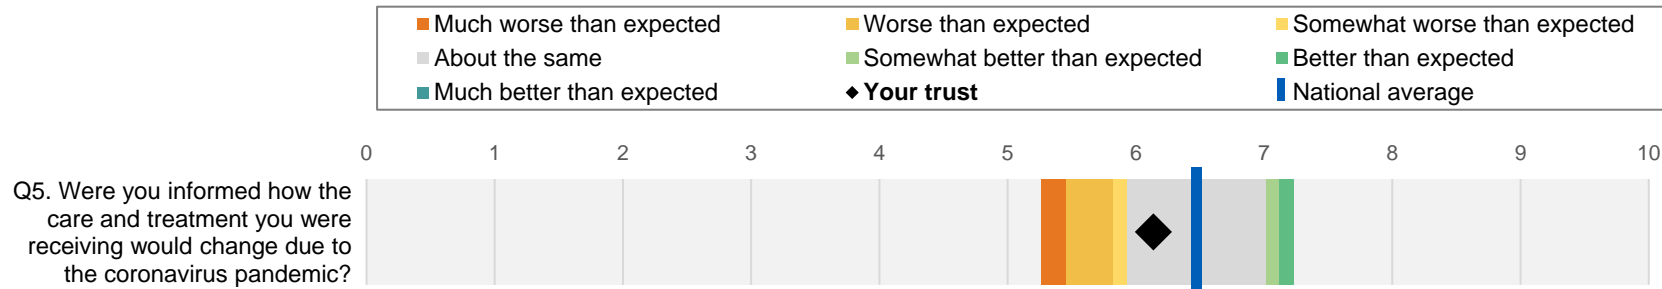 Much worse than expected Worse than expected Somewhat worse than expected
About the same Somewhat better than expected Better than expected
Much better than expected Your trust National average
0 1 2 3 4 5 6 7 8 9 10
Q5. Were you informed how the
care and treatment you were
receiving would change due to
the coronavirus pandemic?